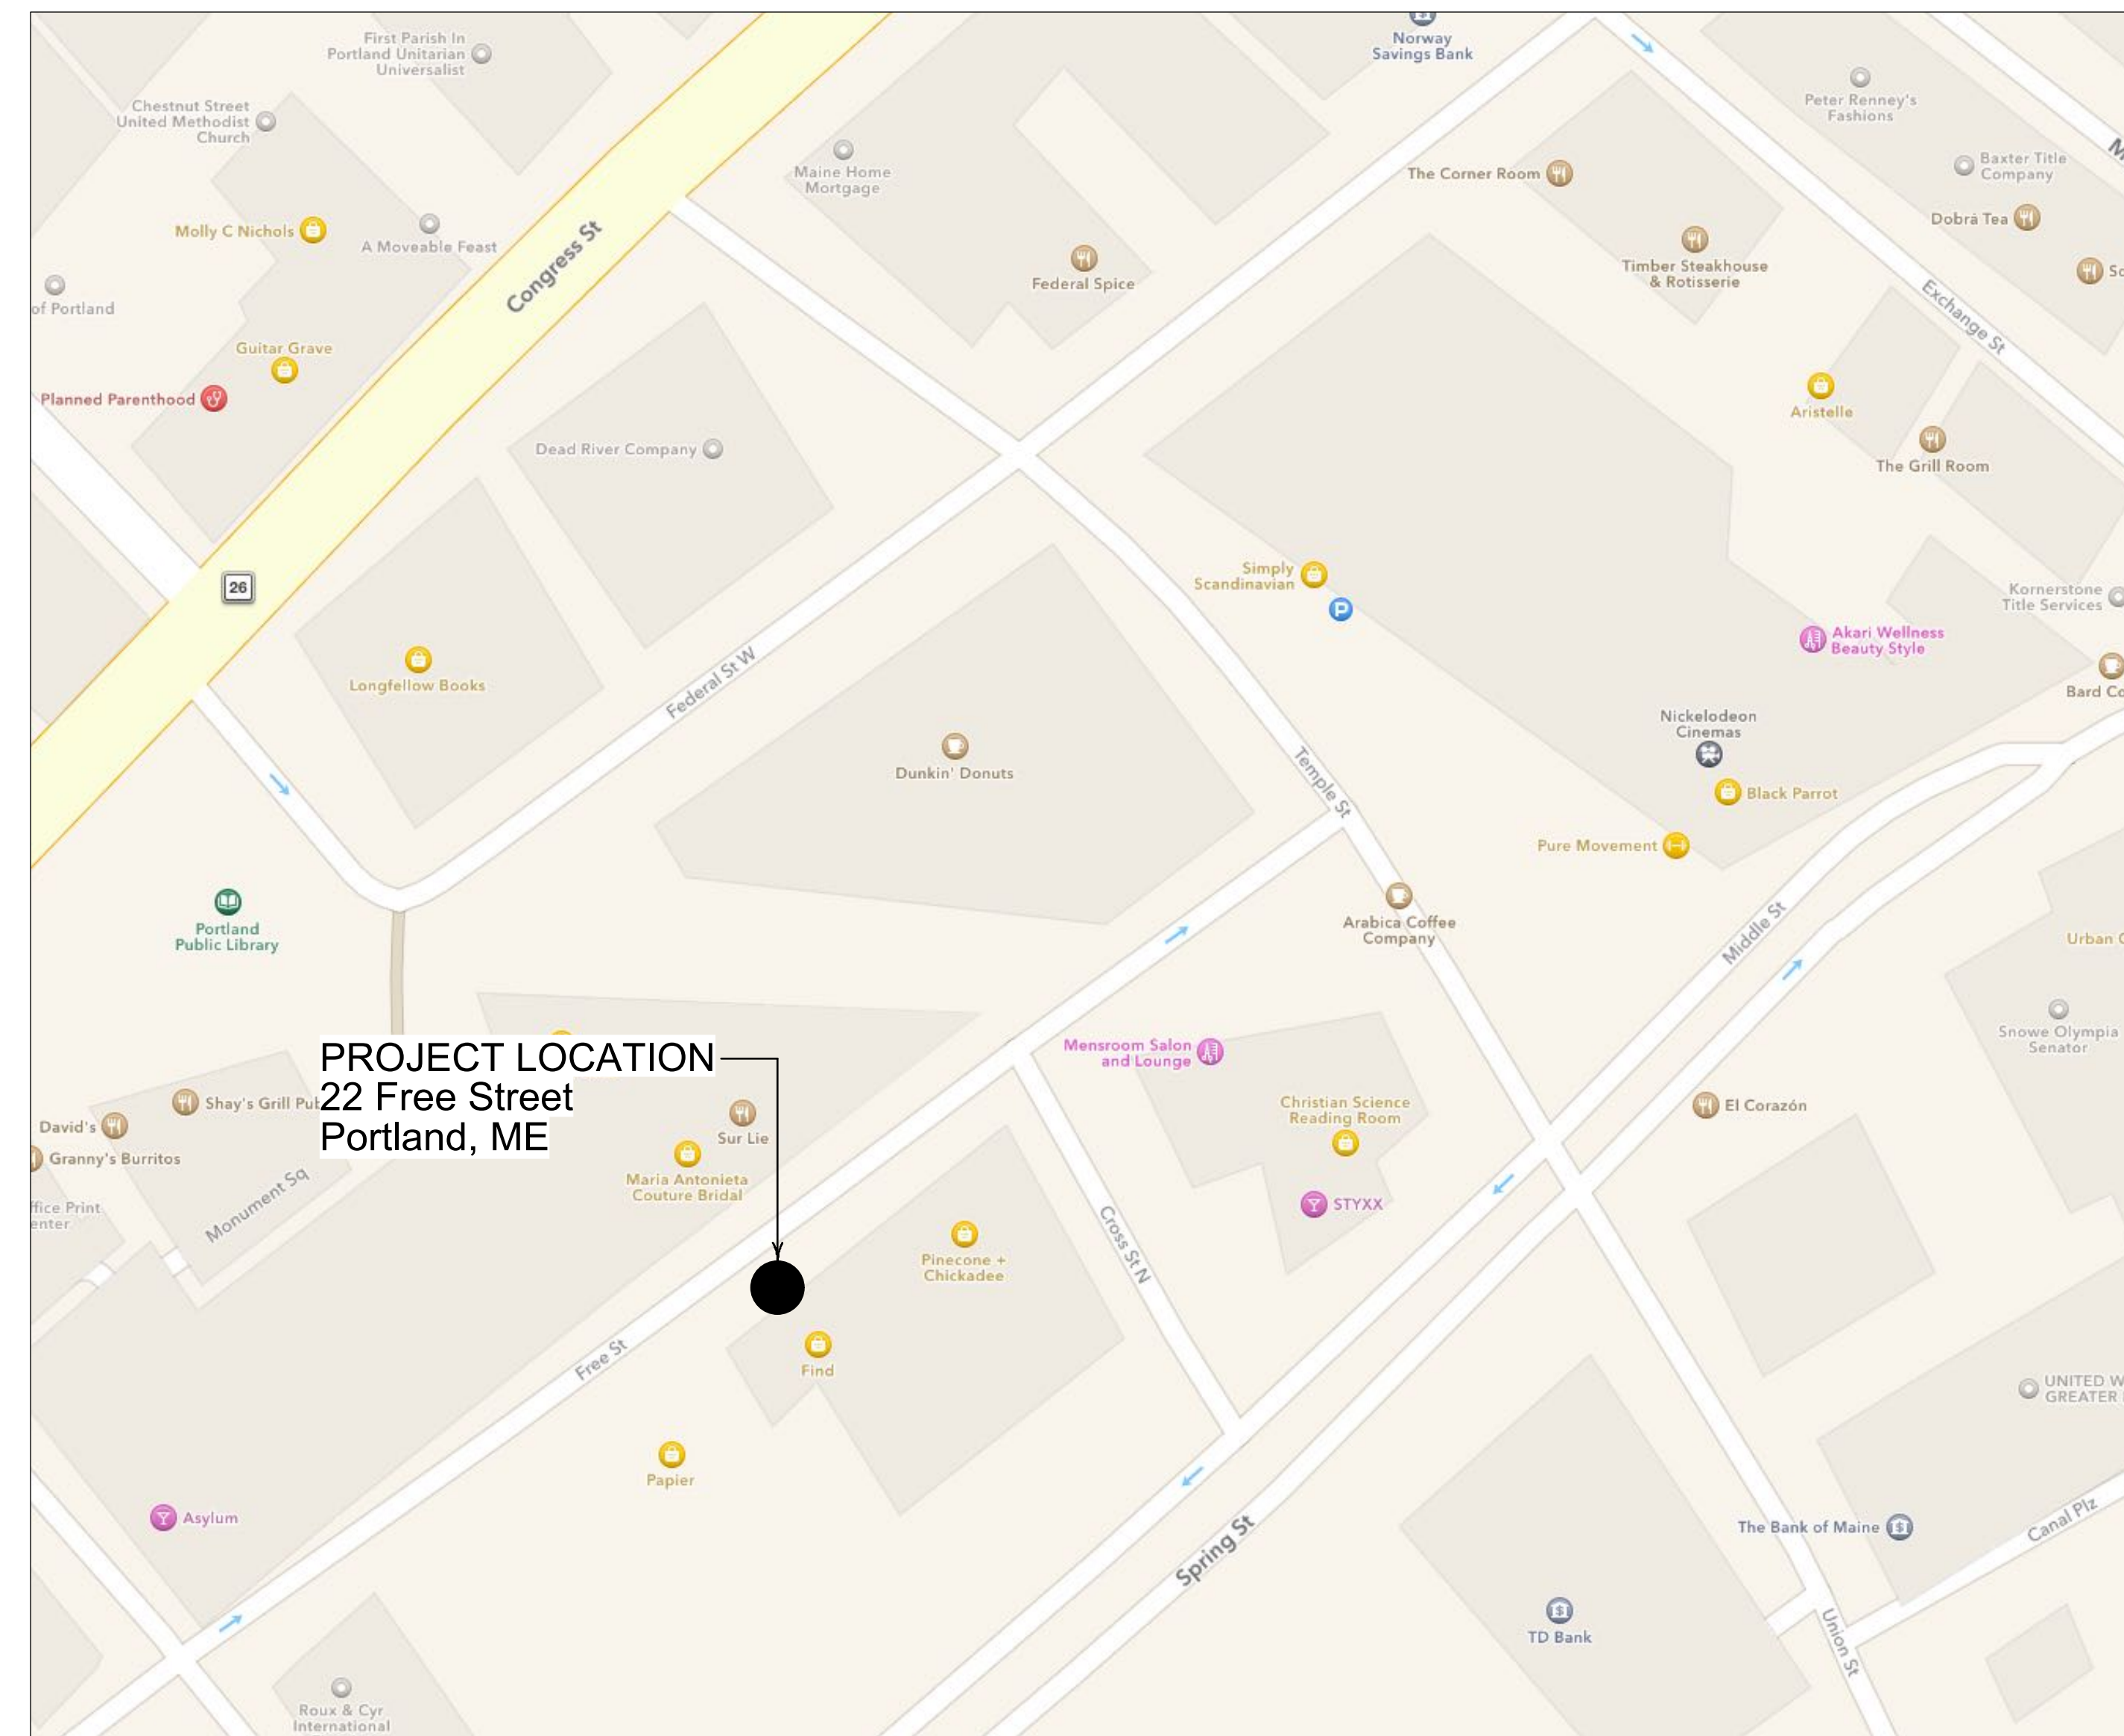 First Parish In
Portland Unitarian
Universalist
Norway
Savings Bank
Chestnut Street
United Methodist
Church
Peter Renney's
Fashions
Maine Home
Mortgage
The Corner Room
Baxter Title
Company
Molly C Nichols
A Moveable Feast
Congress St
Dobrá Tea
Federal Spice
Timber Steakhouse
& Rotisserie
of Portland
Exchange St
Guitar Grave
Planned Parenthood
Aristelle
Dead River Company
The Grill Room
26
Simply
Scandinavian
P
Kornerstone
Title Services
Akari Wellness
Beauty Style
Longfellow Books
Federal St W
Bard
Nickelodeon
Cinemas
Dunkin' Donuts
Temple St
Black Parrot
Pure Movement
Portland
Public Library
Arabica Coffee
Company
Middle St
Urban
Snowe Olympia
Senator
PROJECT LOCATION
22 Free Street
Portland, ME
Mensroom Salon
and Lounge
Shay's Grill Pub
David's
Granny's Burritos
Sur Lie
Christian Science
Reading Room
El Corazón
Maria Antonieta
Couture Bridal
Monument Sq
Print
STYXX
Cross St N
Pinecone +
Chickadee
Free St
Find
UNITED W
GREATER
Papier
Asylum
Spring St
The Bank of Maine
Canal Plz
TD Bank
Union St
Roux & Cyr
International